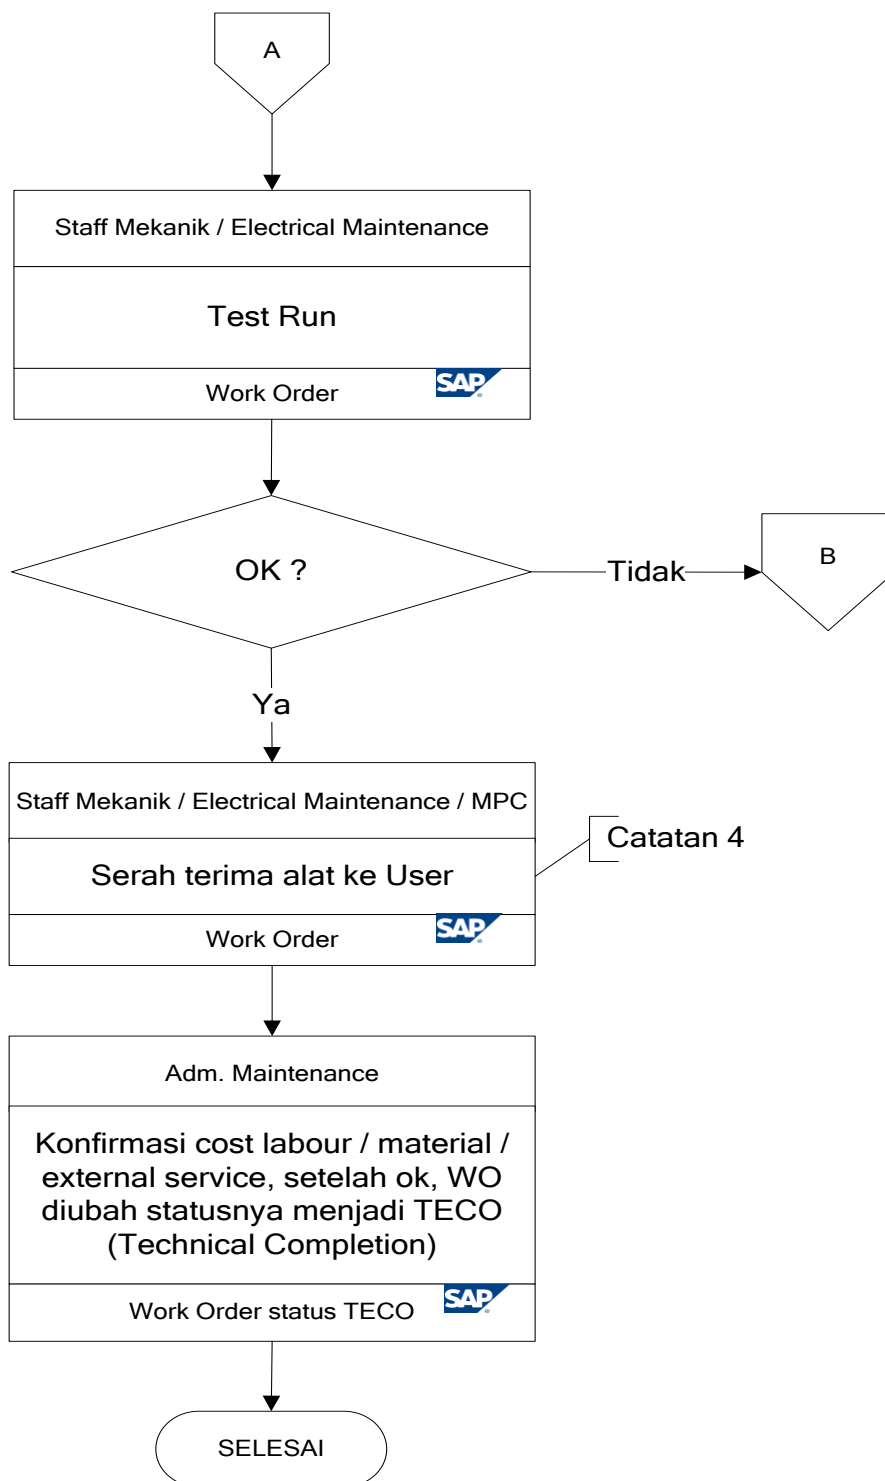 A
Staff Mekanik / Electrical Maintenance
Test Run
Work Order
SAP
®
OK ?
Tidak
B
Ya
Staff Mekanik / Electrical Maintenance / MPC
Serah terima alat ke User
Catatan 4
Work Order
SAP
®
Adm. Maintenance
Konfirmasi cost labour / material /
external service, setelah ok, WO
diubah statusnya menjadi TECO
(Technical Completion)
Work Order status TECO
SAP
®
SELESAI